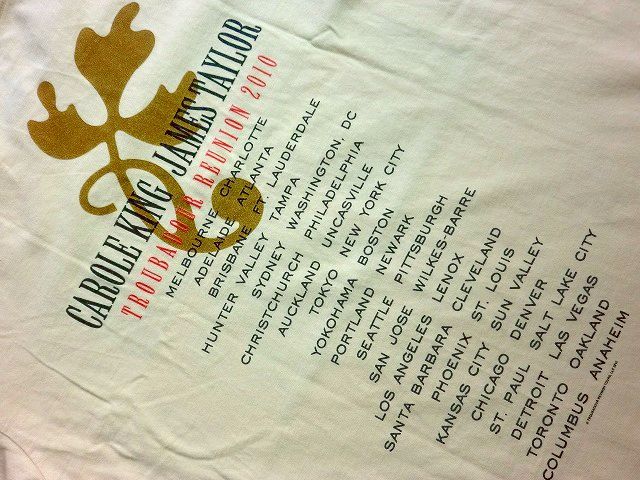 CAROLE KING JAMES TAYLOR
TROUBADOUR REUNION 2010
MELBOURNE CHARLOTTE
ADELAIDE ATLANTA
BRISBANE FT. LAUDERDALE
HUNTER VALLEY TAMPA
SYDNEY WASHINGTON, DC
CHRISTCHURCH PHILADELPHIA
AUCKLAND UNCASVILLE
TOKYO NEW YORK CITY
YOKOHAMA BOSTON
PORTLAND NEWARK
SEATTLE PITTSBURGH
SAN JOSE WILKES-BARRE
LOS ANGELES LENOX
SANTA BARBARA CLEVELAND
PHOENIX ST. LOUIS
KANSAS CITY SUN VALLEY
CHICAGO DENVER
ST. PAUL SALT LAKE CITY
DETROIT LAS VEGAS
TORONTO OAKLAND
COLUMBUS ANAHEIM